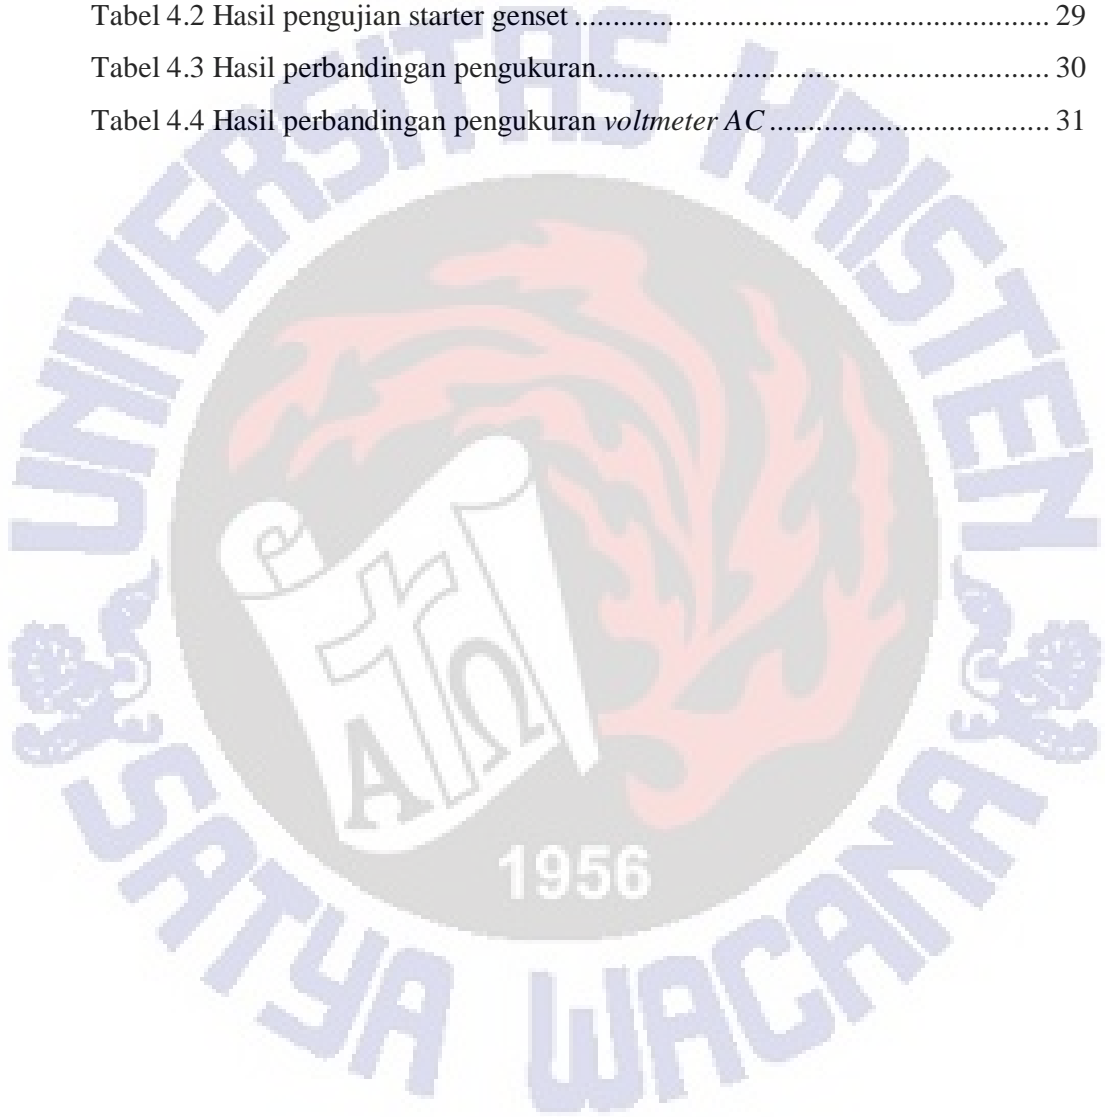 Tabel 4.2 Hasil pengujian starter genset ................................................................ 29
Tabel 4.3 Hasil perbandingan pengukuran............................................................. 30
Tabel 4.4 Hasil perbandingan pengukuran voltmeter AC ..................................... 31
UNIVERSITAS KRISTEN
Α Ω
1956
SATYA WACANA